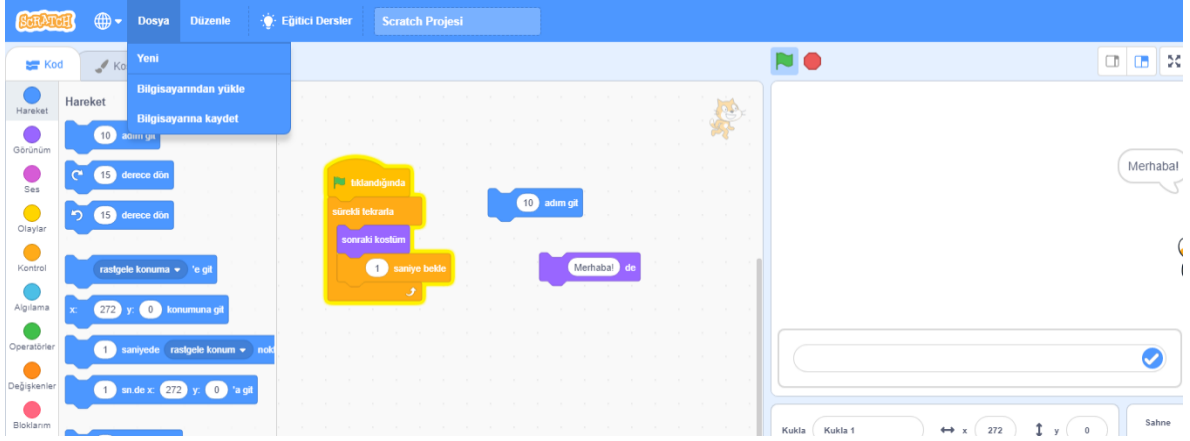 SCRATCH
Dosya
Düzenle
Eğitici Dersler
Scratch Projesi
Yeni
Bilgisayarından yükle
Bilgisayarına kaydet
Kod
Ko
Hareket
Görünüm
Ses
Olaylar
Kontrol
Algılama
Operatörler
Değişkenler
Bloklarım
Hareket
10 adım git
15 derece dön
15 derece dön
rastgele konuma 'e git
x: 272 y: 0 konumuna git
1 saniyede rastgele konum nokt
1 sn.de x: 272 y: 0 'a git
tıklandığında
sürekli tekrarla
sonraki kostüm
1 saniye bekle
10 adım git
Merhaba! de
Merhaba!
Kukla Kukla 1 x 272 y 0
Sahne